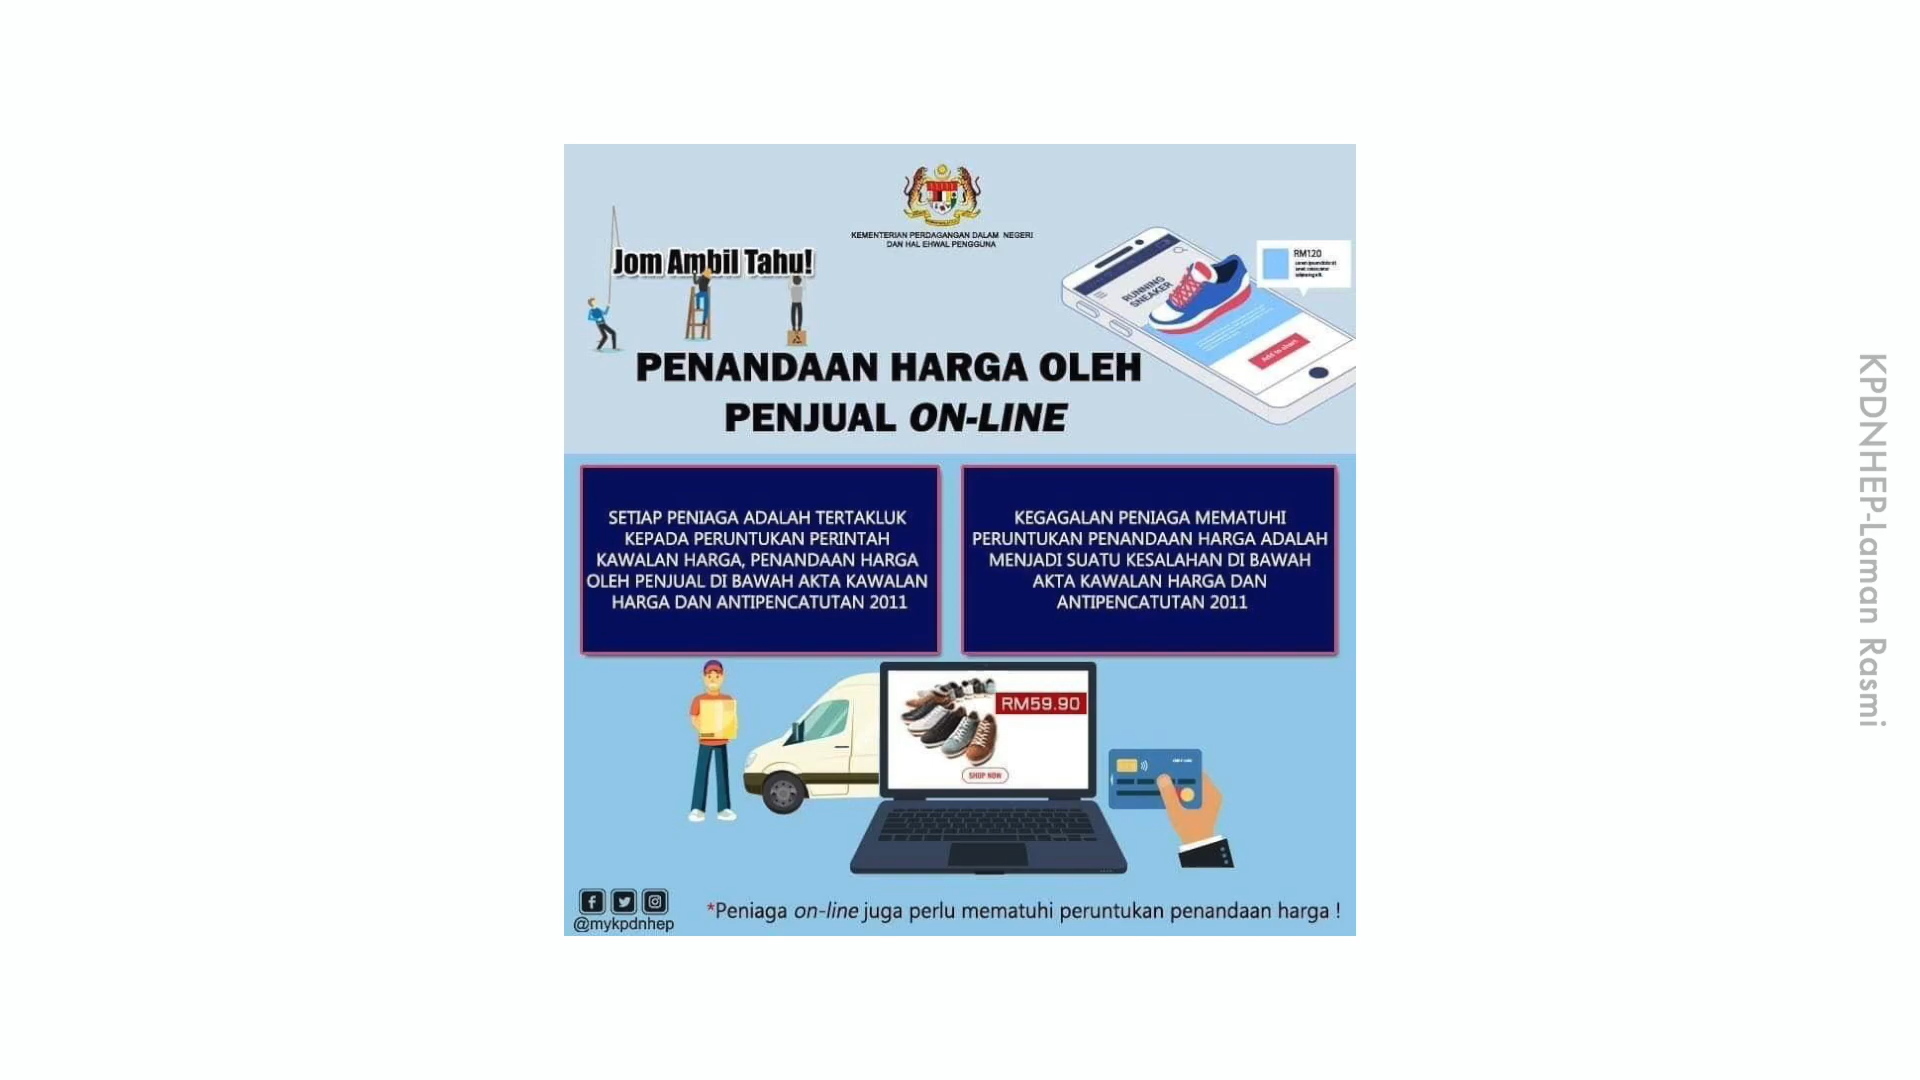 KEMENTERIAN PERDAGANGAN DALAM NEGERI
DAN HAL EHWAL PENGGUNA
Jom Ambil Tahu!
RM120
RUNNING
SNEAKER
PENANDAAN HARGA OLEH
PENJUAL ON-LINE
SETIAP PENIAGA ADALAH TERTAKLUK
KEPADA PERUNTUKAN PERINTAH
KAWALAN HARGA, PENANDAAN HARGA
OLEH PENJUAL DI BAWAH AKTA KAWALAN
HARGA DAN ANTIPENCATUTAN 2011
KEGAGALAN PENIAGA MEMATUHI
PERUNTUKAN PENANDAAN HARGA ADALAH
MENJADI SUATU KESALAHAN DI BAWAH
AKTA KAWALAN HARGA DAN
ANTIPENCATUTAN 2011
RM59.90
SHOP NOW
@mykpdnhep
*Peniaga on-line juga perlu mematuhi peruntukan penandaan harga !
KPDNHEP-Laman Rasmi